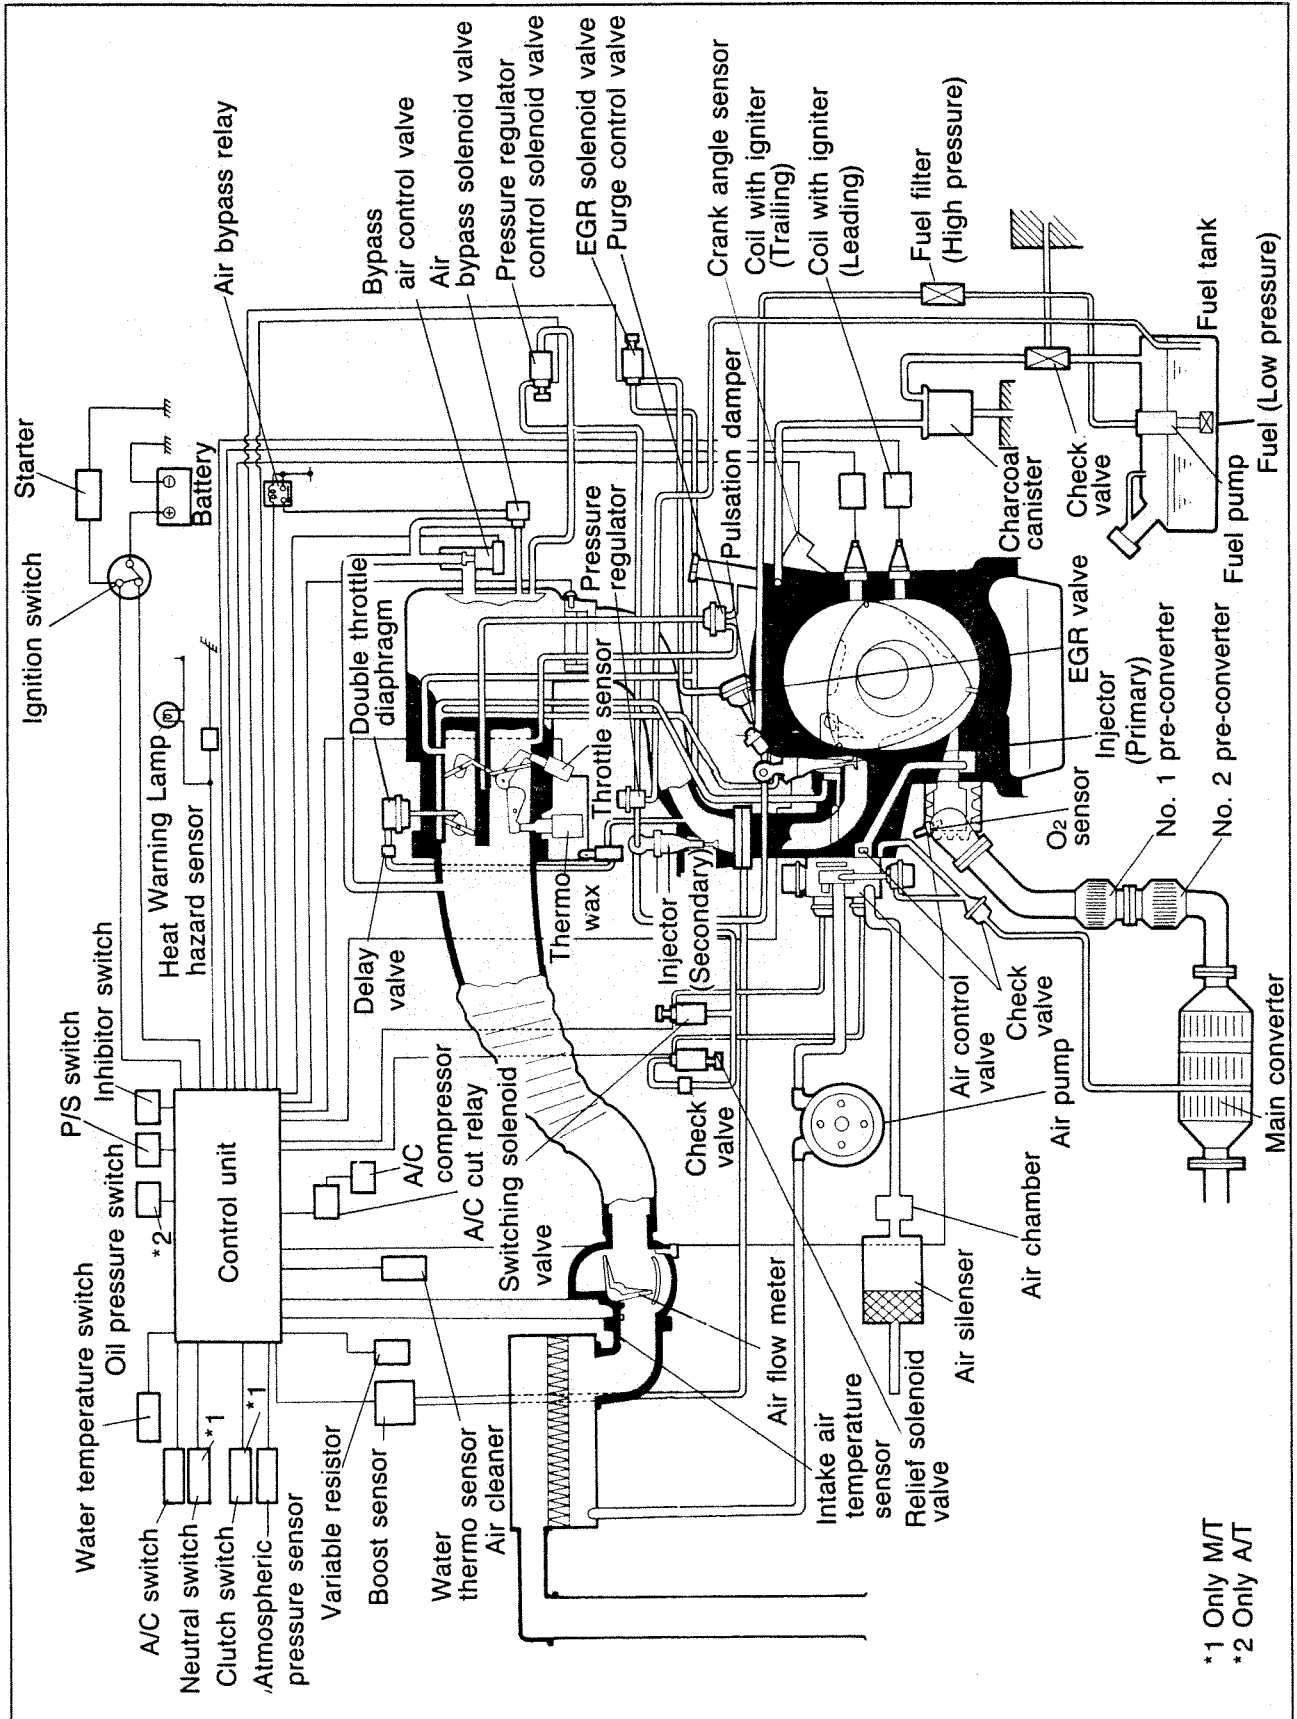 Ignition switch
Starter
Battery
Air bypass relay
Heat Warning Lamp
Heat
hazard sensor
Double throttle
diaphragm
Bypass
air control valve
Air
bypass solenoid valve
Pressure regulator
control solenoid valve
EGR solenoid valve
Purge control valve
Crank angle sensor
Coil with igniter
(Trailing)
Coil with igniter
(Leading)
Fuel filter
(High pressure)
Fuel tank
Fuel (Low pressure)
Fuel pump
Check
valve
Charcoal
canister
Pulsation damper
Pressure
regulator
Throttle sensor
Thermo
wax
Injector
(Secondary)
Delay
valve
EGR valve
Injector
(Primary)
No. 1 pre-converter
No. 2 pre-converter
O2
sensor
Check
valve
Air control
valve
Air pump
Main converter
Air chamber
Air silenser
Check
valve
Inhibitor switch
P/S switch
Oil pressure switch
*2
Water temperature switch
Control unit
A/C
compressor
A/C cut relay
Switching solenoid
valve
A/C switch
Neutral switch
*1
Clutch switch
*1
Atmospheric
pressure sensor
Variable resistor
Boost sensor
Water
thermo sensor
Air cleaner
Air flow meter
Intake air
temperature
sensor
Relief solenoid
valve
*1 Only M/T
*2 Only A/T